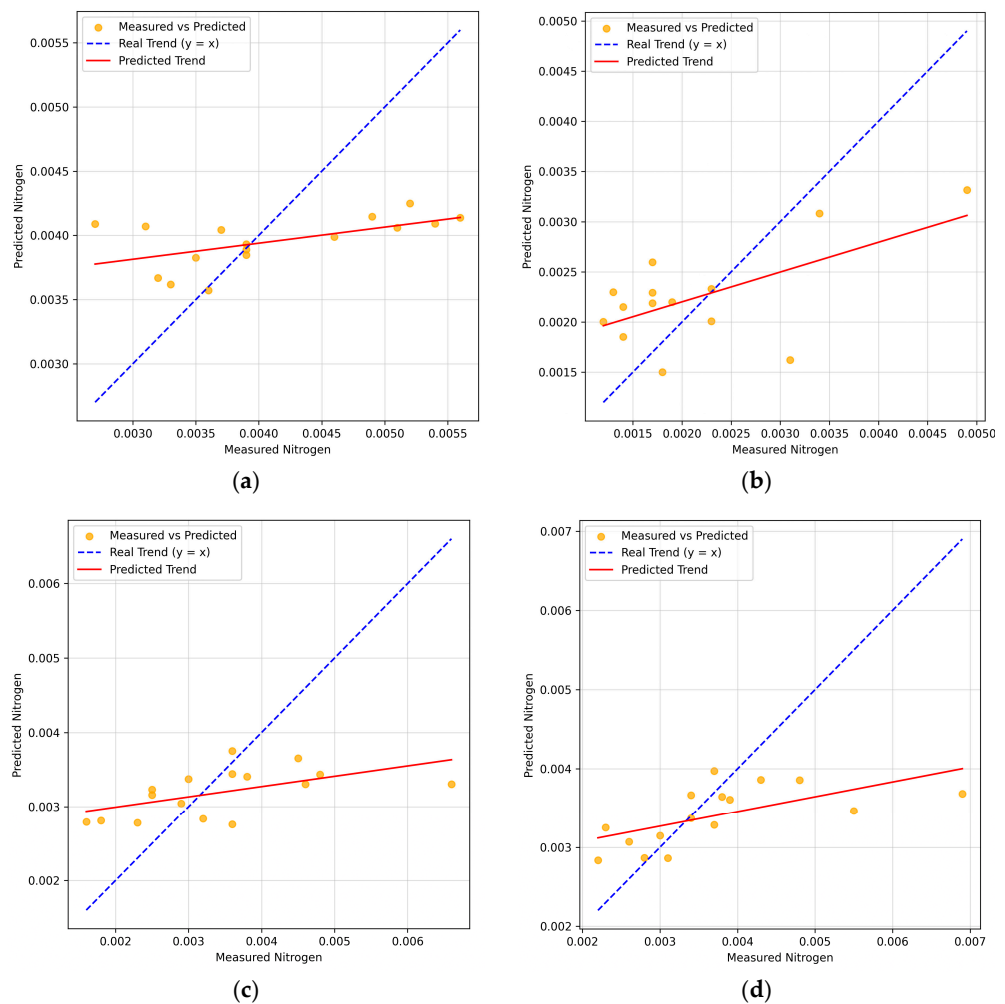 Measured vs Predicted
Real Trend (y = x)
Predicted Trend
0.0055
0.0050
0.0045
0.0040
0.0035
0.0030
Predicted Nitrogen
0.0030 0.0035 0.0040 0.0045 0.0050 0.0055
Measured Nitrogen
(a)
Measured vs Predicted
Real Trend (y = x)
Predicted Trend
0.0050
0.0045
0.0040
0.0035
0.0030
0.0025
0.0020
0.0015
Predicted Nitrogen
0.0015 0.0020 0.0025 0.0030 0.0035 0.0040 0.0045 0.0050
Measured Nitrogen
(b)
Measured vs Predicted
Real Trend (y = x)
Predicted Trend
0.006
0.005
0.004
0.003
0.002
Predicted Nitrogen
0.002 0.003 0.004 0.005 0.006
Measured Nitrogen
(c)
Measured vs Predicted
Real Trend (y = x)
Predicted Trend
0.007
0.006
0.005
0.004
0.003
0.002
Predicted Nitrogen
0.002 0.003 0.004 0.005 0.006 0.007
Measured Nitrogen
(d)